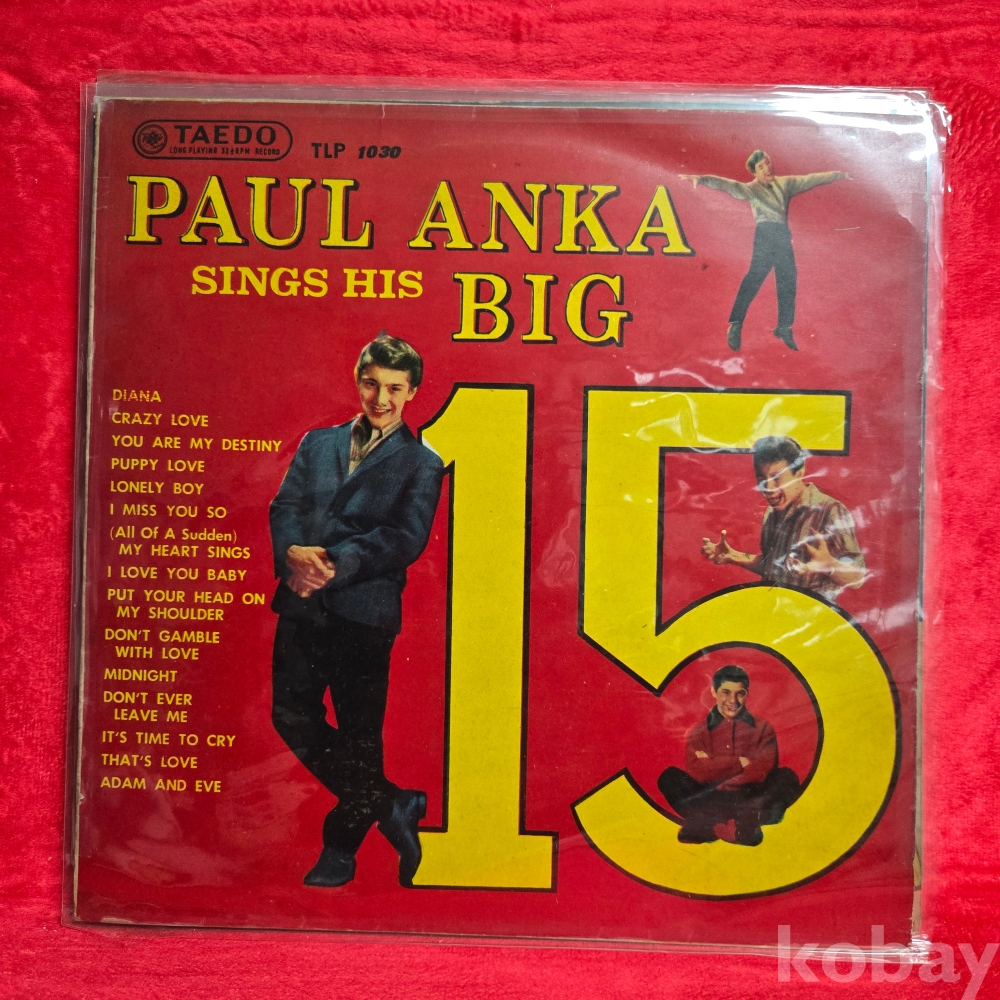 TAEDO
LONG PLAYING 33⅓ RPM RECORD
TLP 1030
PAUL ANKA
SINGS HIS BIG
15
DIANA
CRAZY LOVE
YOU ARE MY DESTINY
PUPPY LOVE
LONELY BOY
I MISS YOU SO
(All Of A Sudden)
MY HEART SINGS
I LOVE YOU BABY
PUT YOUR HEAD ON
MY SHOULDER
DON'T GAMBLE
WITH LOVE
MIDNIGHT
DON'T EVER
LEAVE ME
IT'S TIME TO CRY
THAT'S LOVE
ADAM AND EVE
kobay